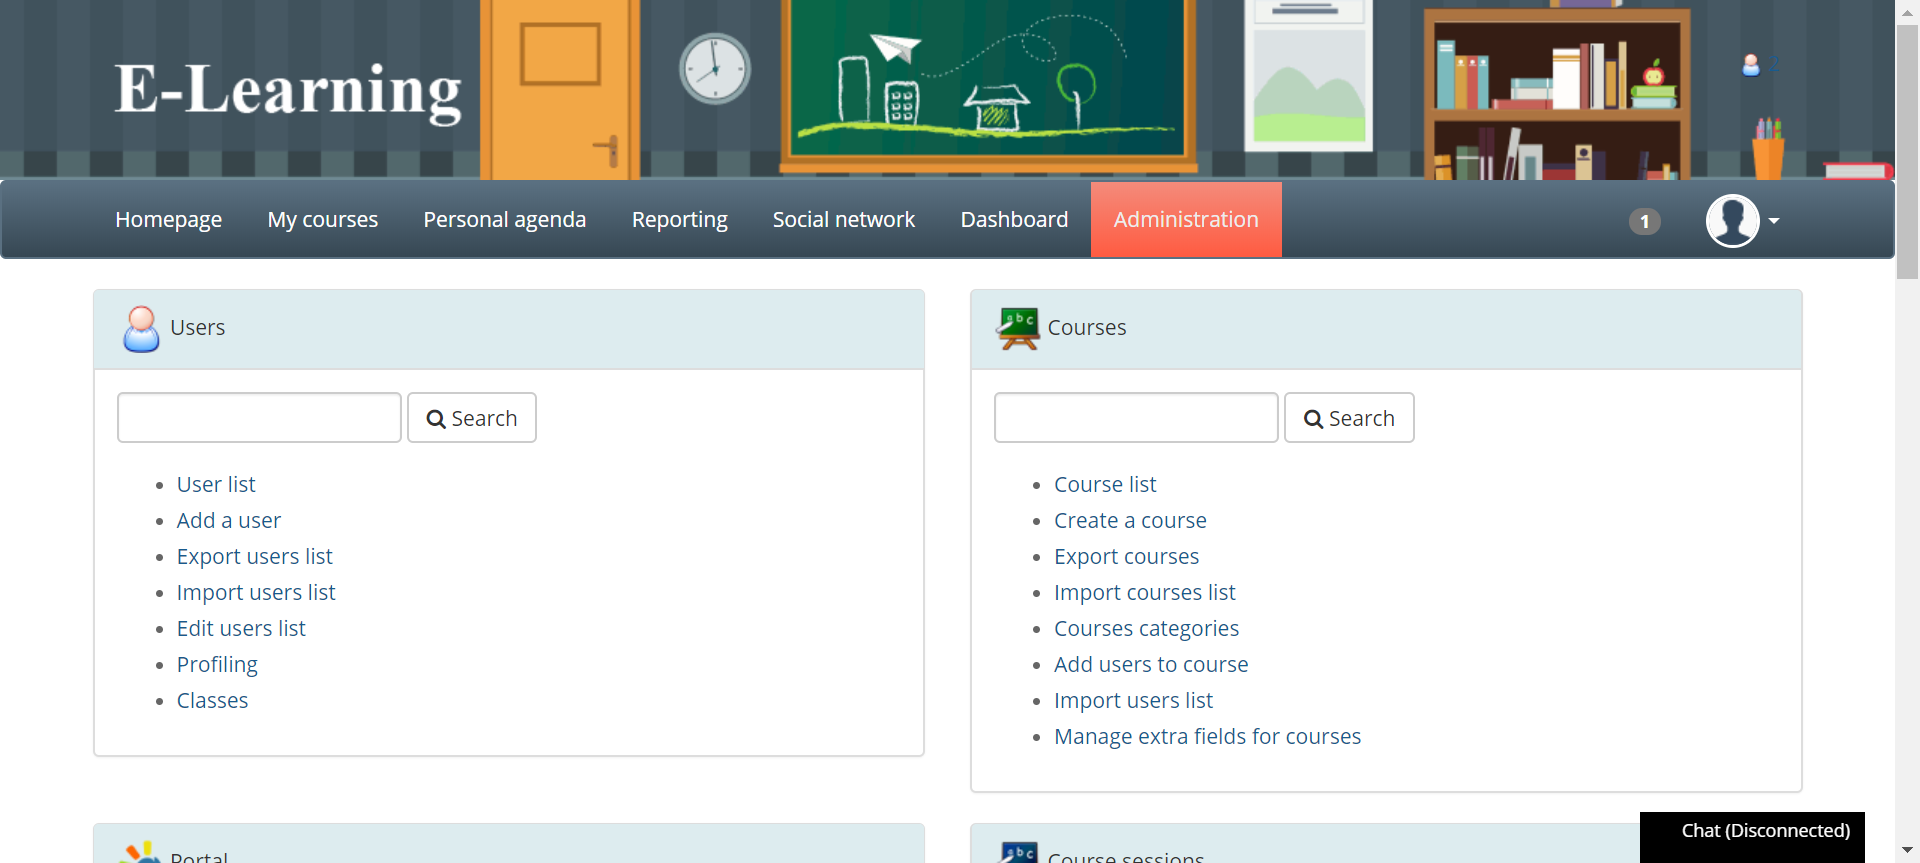 E-Learning
2
Homepage My courses Personal agenda Reporting Social network Dashboard Administration 1
Users
Search
User list
Add a user
Export users list
Import users list
Edit users list
Profiling
Classes
abc
Courses
Search
Course list
Create a course
Export courses
Import courses list
Courses categories
Add users to course
Import users list
Manage extra fields for courses
Portal
abc
Course sessions
Chat (Disconnected)